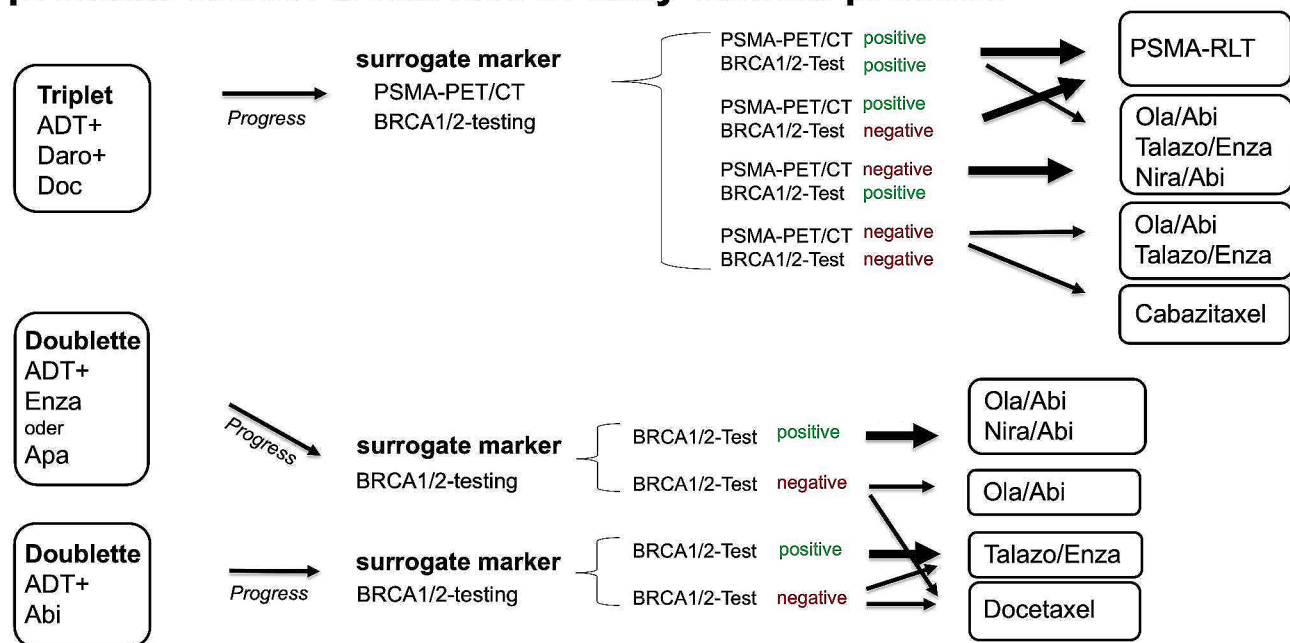 Triplet
ADT+
Daro+
Doc
Progress
surrogate marker
PSMA-PET/CT
BRCA1/2-testing
PSMA-PET/CT positive
BRCA1/2-Test positive
PSMA-PET/CT positive
BRCA1/2-Test negative
PSMA-PET/CT negative
BRCA1/2-Test positive
PSMA-PET/CT negative
BRCA1/2-Test negative
PSMA-RLT
Ola/Abi
Talazo/Enza
Nira/Abi
Ola/Abi
Talazo/Enza
Cabazitaxel
Doublette
ADT+
Enza
oder
Apa
Progress
surrogate marker
BRCA1/2-testing
BRCA1/2-Test positive
BRCA1/2-Test negative
Ola/Abi
Nira/Abi
Ola/Abi
Doublette
ADT+
Abi
Progress
surrogate marker
BRCA1/2-testing
BRCA1/2-Test positive
BRCA1/2-Test negative
Talazo/Enza
Docetaxel